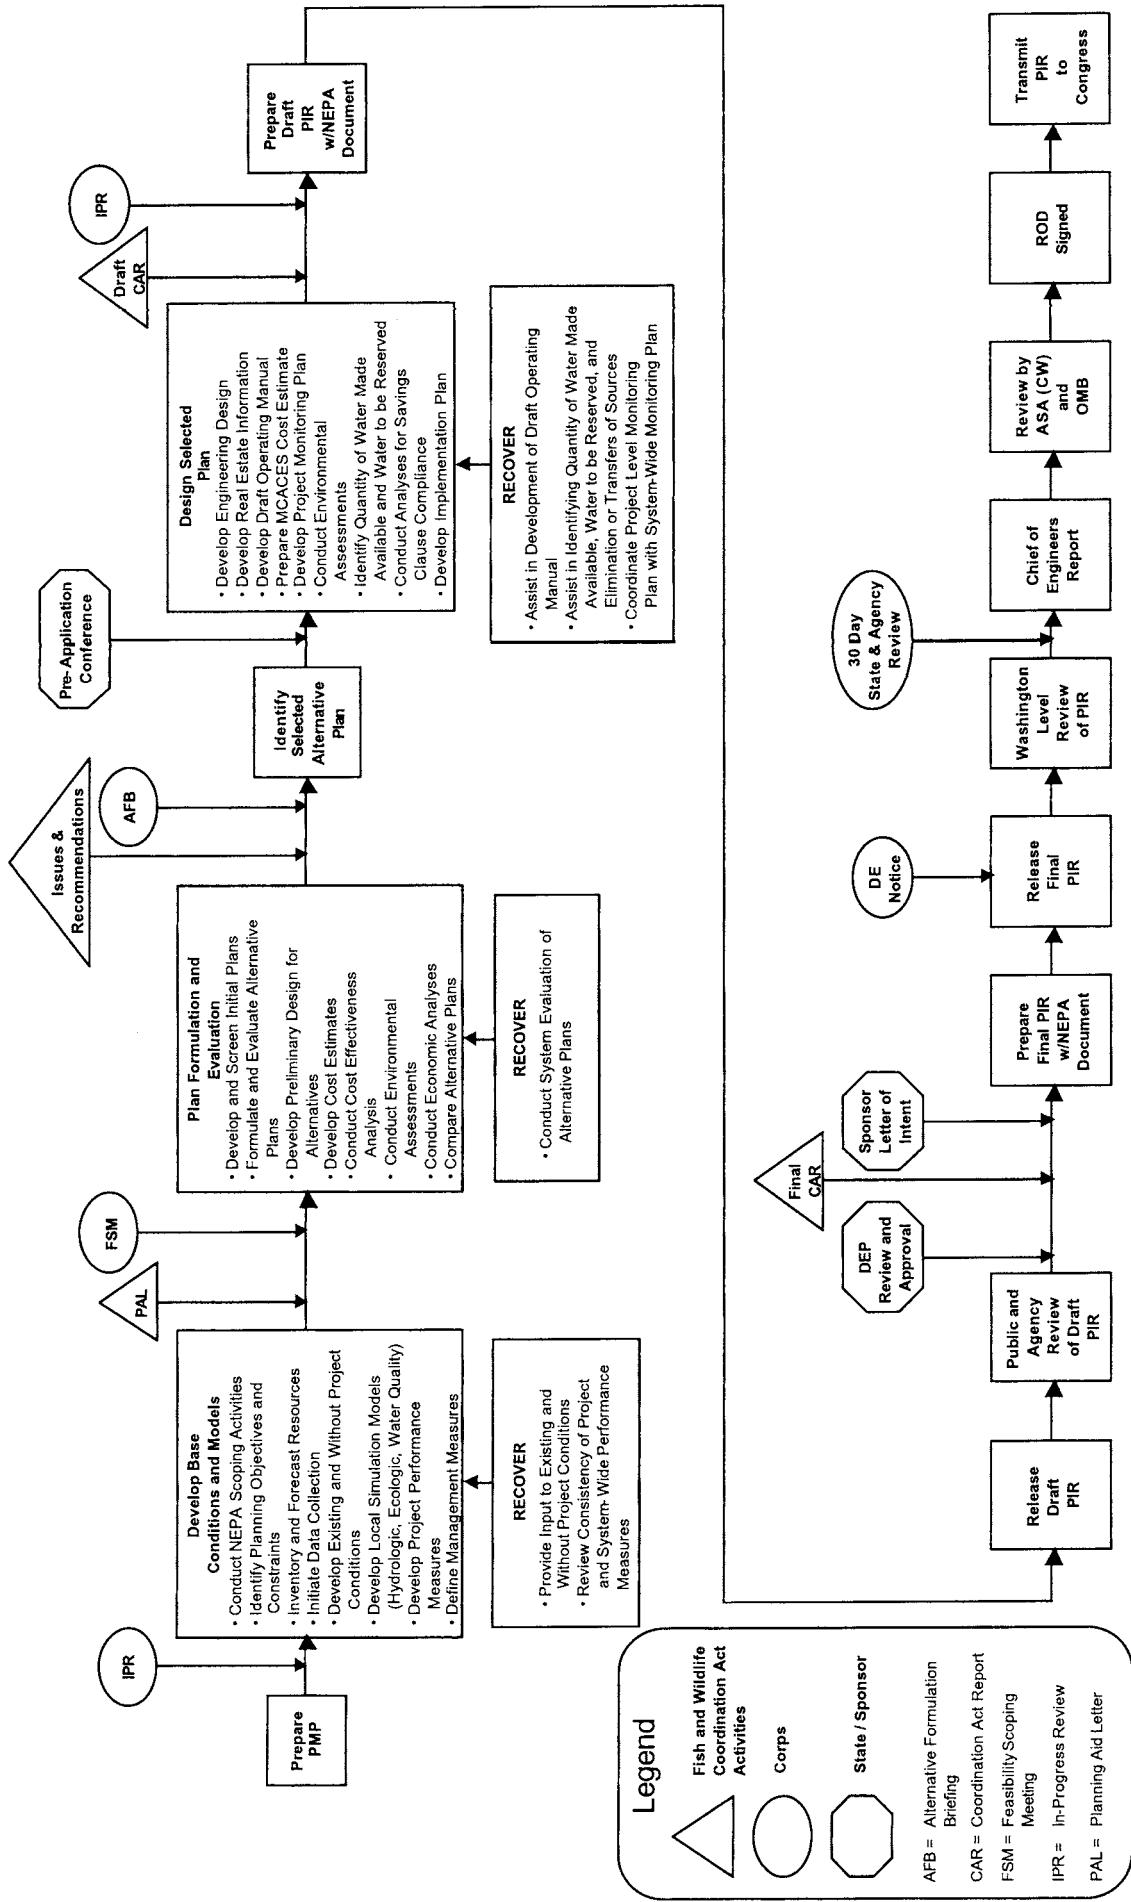 IPR
Prepare
PMP
Develop Base
Conditions and Models
• Conduct NEPA Scoping Activities
• Identify Planning Objectives and
Constraints
• Inventory and Forecast Resources
• Initiate Data Collection
• Develop Existing and Without Project
Conditions
• Develop Local Simulation Models
(Hydrologic, Ecologic, Water Quality)
• Develop Project Performance
Measures
• Define Management Measures
RECOVER
• Provide Input to Existing and
Without Project Conditions
• Review Consistency of Project
and System-Wide Performance
Measures
PAL
FSM
Plan Formulation and
Evaluation
• Develop and Screen Initial Plans
• Formulate and Evaluate Alternative
Plans
• Develop Preliminary Design for
Alternatives
• Develop Cost Estimates
• Conduct Cost Effectiveness
Analysis
• Conduct Environmental
Assessments
• Conduct Economic Analyses
• Compare Alternative Plans
RECOVER
• Conduct System Evaluation of
Alternative Plans
Issues &
Recommendations
AFB
Identify
Selected
Alternative
Plan
Pre-Application
Conference
Design Selected
Plan
• Develop Engineering Design
• Develop Real Estate Information
• Develop Draft Operating Manual
• Prepare MCACES Cost Estimate
• Develop Project Monitoring Plan
• Conduct Environmental
Assessments
• Identify Quantity of Water Made
Available and Water to be Reserved
• Conduct Analyses for Savings
Clause Compliance
• Develop Implementation Plan
RECOVER
• Assist in Development of Draft Operating
Manual
• Assist in Identifying Quantity of Water Made
Available, Water to be Reserved, and
Elimination or Transfers of Sources
• Coordinate Project Level Monitoring
Plan with System-Wide Monitoring Plan
Draft
CAR
IPR
Prepare
Draft
PIR
w/NEPA
Document
Release
Draft
PIR
Public and
Agency
Review
of Draft
PIR
DEP
Review and
Approval
Final
CAR
Sponsor
Letter of
Intent
Prepare
Final PIR
w/NEPA
Document
DE
Notice
Release
Final
PIR
Washington
Level
Review
of PIR
30 Day
State & Agency
Review
Chief of
Engineers
Report
Review by
ASA (CW)
and
OMB
ROD
Signed
Transmit
PIR
to
Congress
Legend
Fish and Wildlife
Coordination Act
Activities
Corps
State / Sponsor
AFB = Alternative Formulation
Briefing
CAR = Coordination Act Report
FSM = Feasibility Scoping
Meeting
IPR = In-Progress Review
PAL = Planning Aid Letter